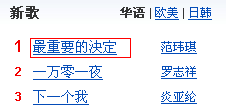 新歌 华语 | 欧美 | 日韩
1 最重要的決定 范玮琪
2 一万零一夜 罗志祥
3 下一个我 炎亚纶